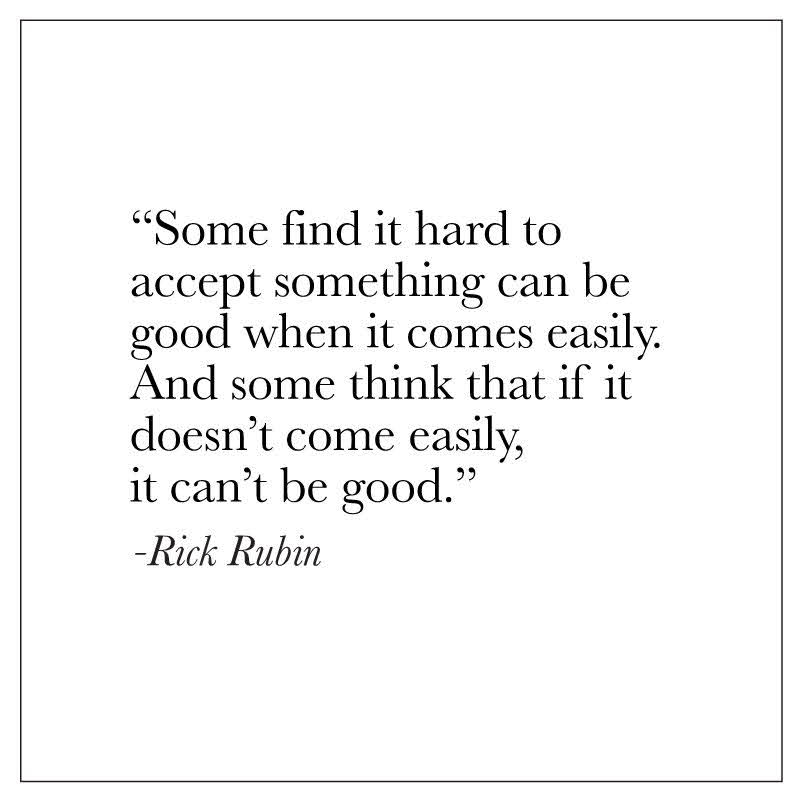 “Some find it hard to
accept something can be
good when it comes easily.
And some think that if it
doesn’t come easily,
it can’t be good.”
-Rick Rubin